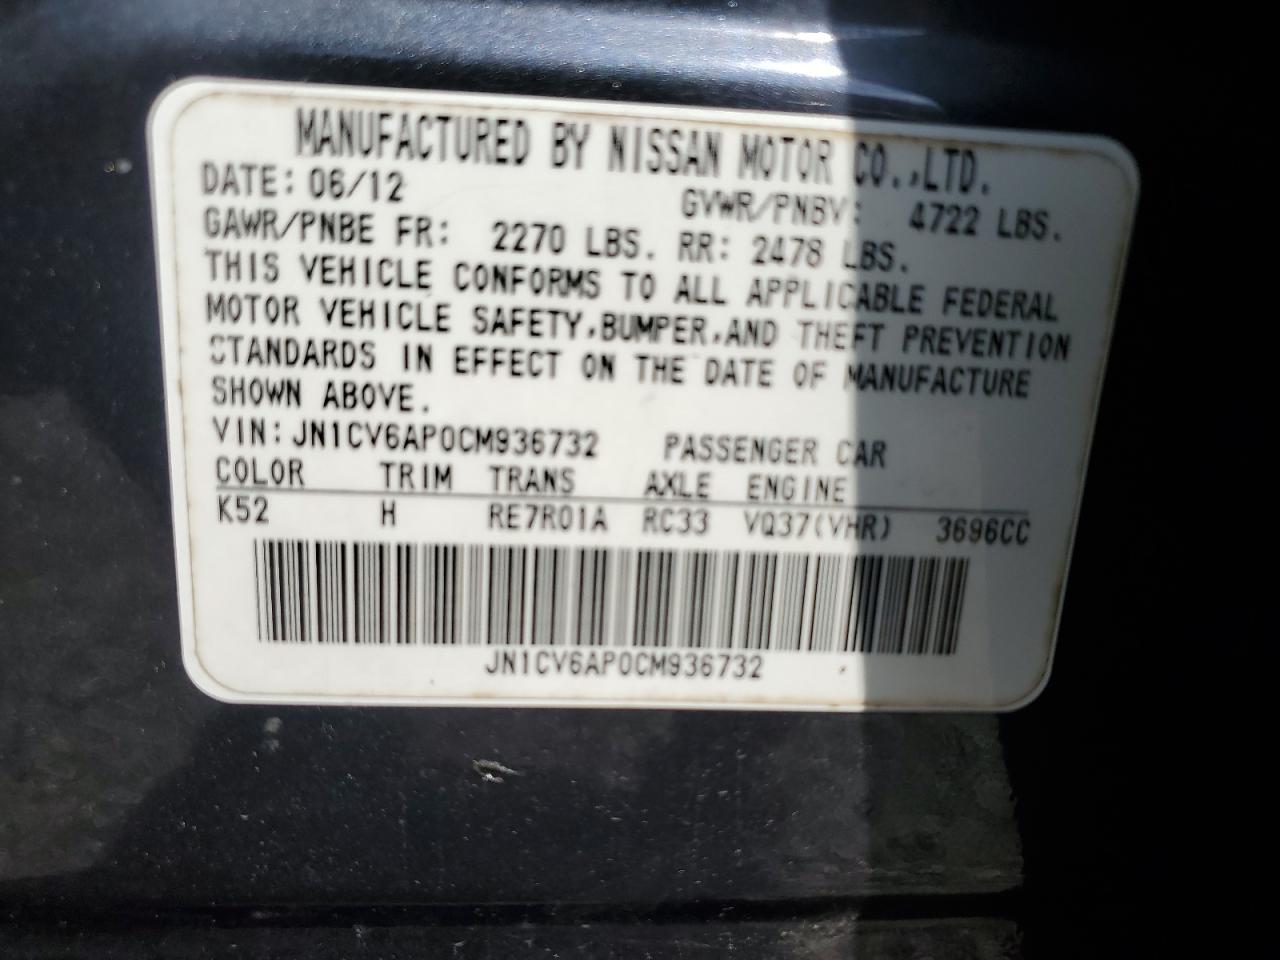 MANUFACTURED BY NISSAN MOTOR CO.,LTD.
DATE: 06/12 GVWR/PNBV: 4722 LBS.
GAWR/PNBE FR: 2270 LBS. RR: 2478 LBS.
THIS VEHICLE CONFORMS TO ALL APPLICABLE FEDERAL
MOTOR VEHICLE SAFETY,BUMPER,AND THEFT PREVENTION
STANDARDS IN EFFECT ON THE DATE OF MANUFACTURE
SHOWN ABOVE.
VIN: JN1CV6AP0CM936732 PASSENGER CAR
COLOR TRIM TRANS AXLE ENGINE
K52 H RE7R01A RC33 VQ37(VHR) 3696CC
JN1CV6AP0CM936732